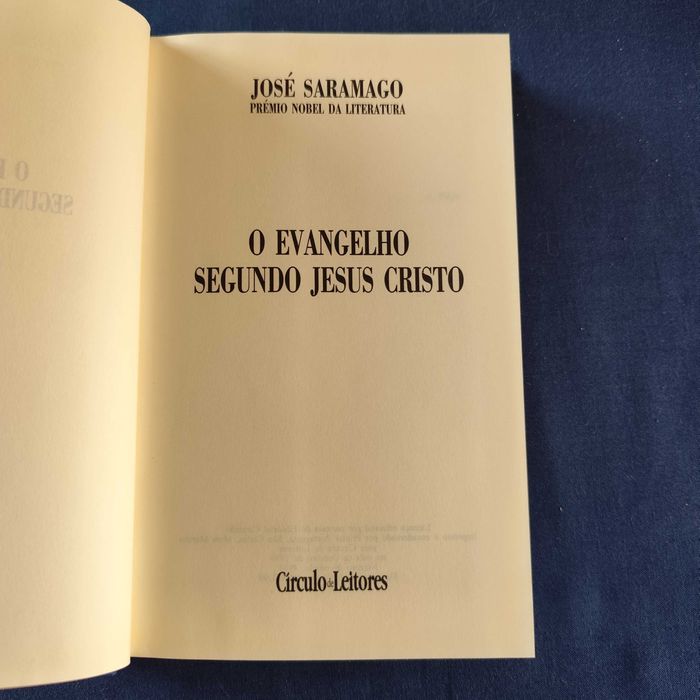 JOSÉ SARAMAGO
PRÉMIO NOBEL DA LITERATURA
O EVANGELHO
SEGUNDO JESUS CRISTO
Círculo de Leitores